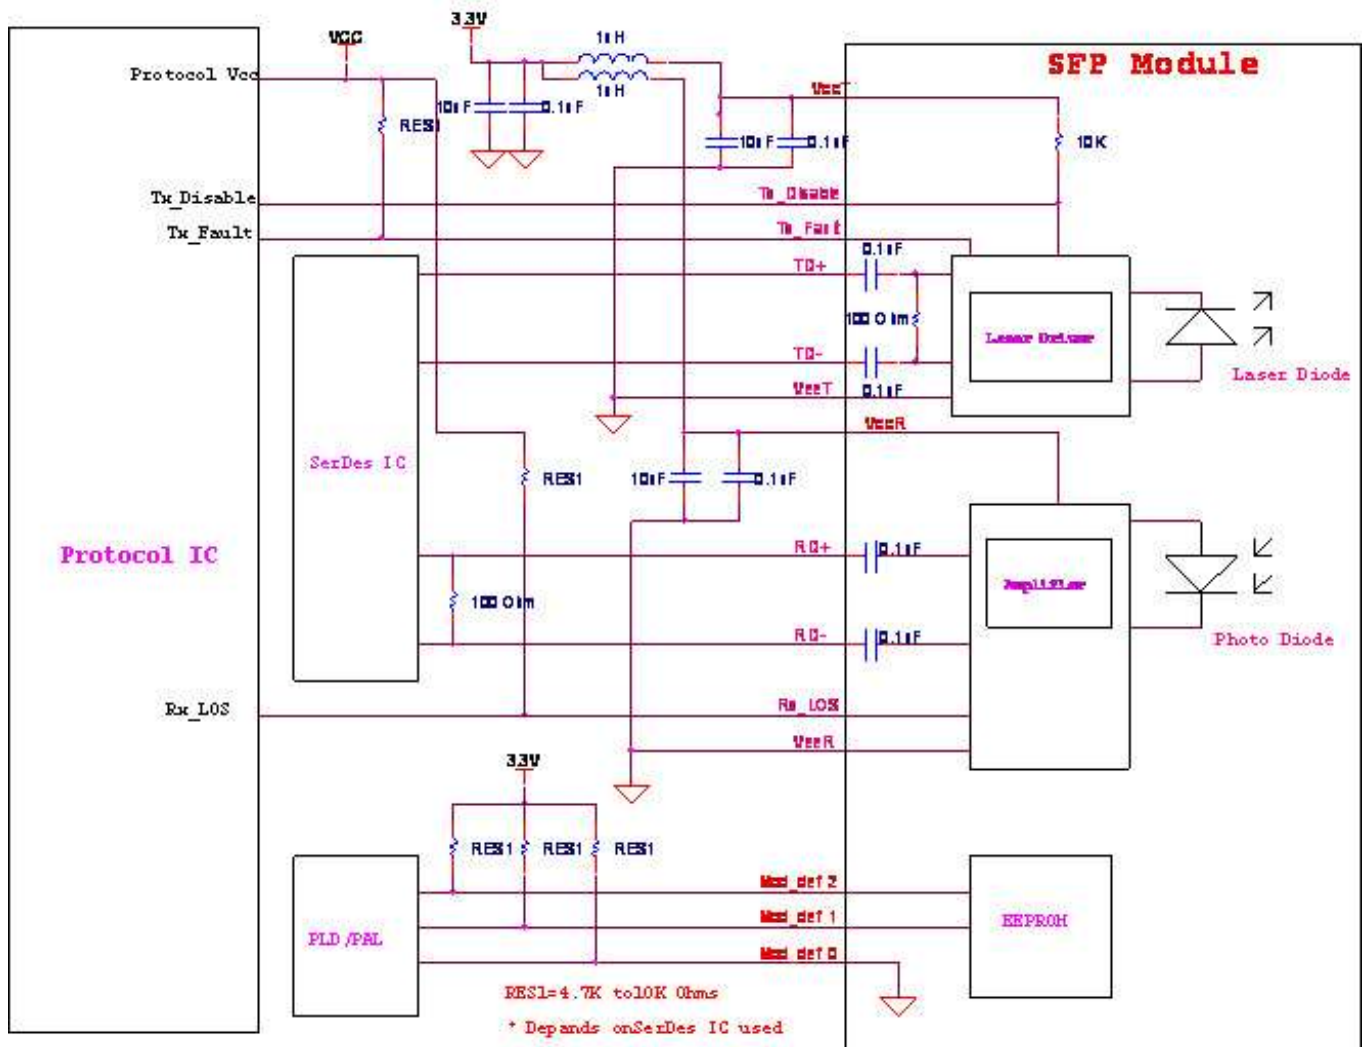 3.3V
VCC
1uH
SFP Module
Protocol Vcc
1uH
VccT
10uF
0.1uF
RES1
10uF
0.1uF
10K
Tx_Disable
Tx_Disable
Tx_Fault
Tx_Fault
0.1uF
TD+
100 Ohm
Laser Driver
TD-
Laser Diode
VeeT
0.1uF
SerDes IC
RES1
10uF
0.1uF
Protocol IC
RD+
0.1uF
Amplifier
100 Ohm
RD-
0.1uF
Photo Diode
Rx_LOS
Rx_LOS
VeeR
3.3V
RES1
RES1
RES1
Mod_def 2
PLD/PAL
Mod_def 1
Mod_def 0
RES1=4.7K to10K Ohms
* Depands onSerDes IC used